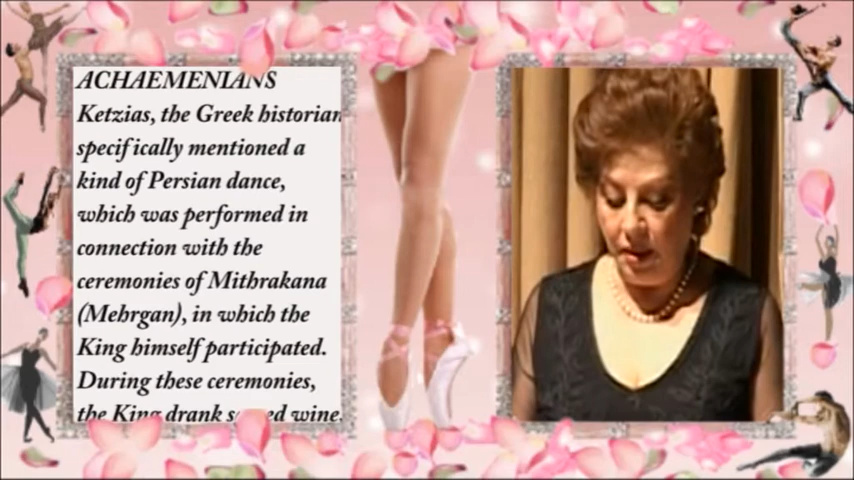 ACHAEMENIANS
Ketzias, the Greek historian
specifically mentioned a
kind of Persian dance,
which was performed in
connection with the
ceremonies of Mithrakana
(Mehrgan), in which the
King himself participated.
During these ceremonies,
the King drank wine